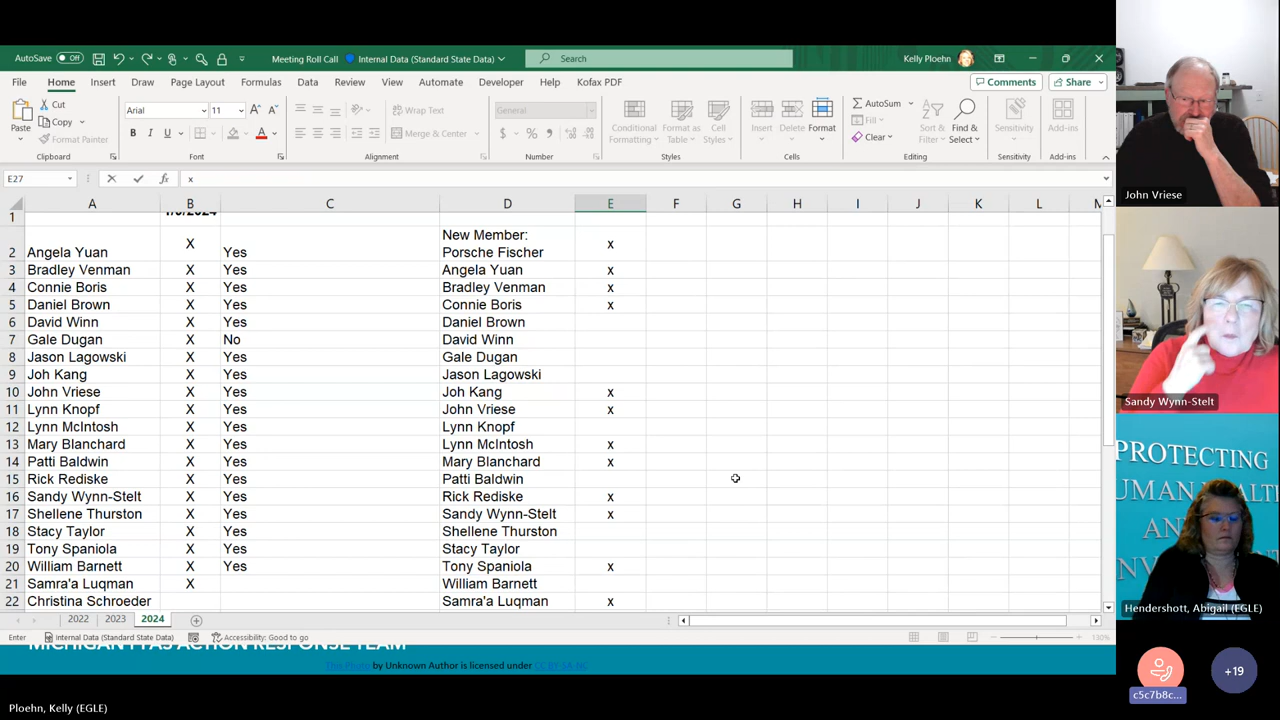 AutoSave Off Meeting Roll Call Internal Data (Standard State Data) Search Kelly Ploehn
File Home Insert Draw Page Layout Formulas Data Review View Automate Developer Help Kofax PDF Comments Share
Paste Cut Copy Format Painter Arial 11 Wrap Text Merge & Center General Conditional Formatting Format as Table Cell Styles Insert Delete Format AutoSum Fill Clear Sort & Filter Find & Select Sensitivity Add-ins
Clipboard Font Alignment Number Styles Cells Editing Sensitivity Add-ins
E27 fx x
A B C D E F G H I J K L M
1
2 Angela Yuan X Yes New Member: Porsche Fischer x
3 Bradley Venman X Yes Angela Yuan x
4 Connie Boris X Yes Bradley Venman x
5 Daniel Brown X Yes Connie Boris x
6 David Winn X Yes Daniel Brown
7 Gale Dugan X No David Winn
8 Jason Lagowski X Yes Gale Dugan
9 Joh Kang X Yes Jason Lagowski
10 John Vriese X Yes Joh Kang x
11 Lynn Knopf X Yes John Vriese x
12 Lynn McIntosh X Yes Lynn Knopf
13 Mary Blanchard X Yes Lynn McIntosh x
14 Patti Baldwin X Yes Mary Blanchard x
15 Rick Rediske X Yes Patti Baldwin
16 Sandy Wynn-Stelt X Yes Rick Rediske x
17 Shellene Thurston X Yes Sandy Wynn-Stelt x
18 Stacy Taylor X Yes Shellene Thurston
19 Tony Spaniola X Yes Stacy Taylor
20 William Barnett X Yes Tony Spaniola x
21 Samra'a Luqman X William Barnett
22 Christina Schroeder Samra'a Luqman x
2022 2023 2024
Enter Internal Data (Standard State Data) Accessibility: Good to go 130%
This Photo by Unknown Author is licensed under CC BY-SA-NC
Ploehn, Kelly (EGLE)
John Vriese
Sandy Wynn-Stelt
PROTECTING
Hendershott, Abigail (EGLE)
c5c7b8c...
+19